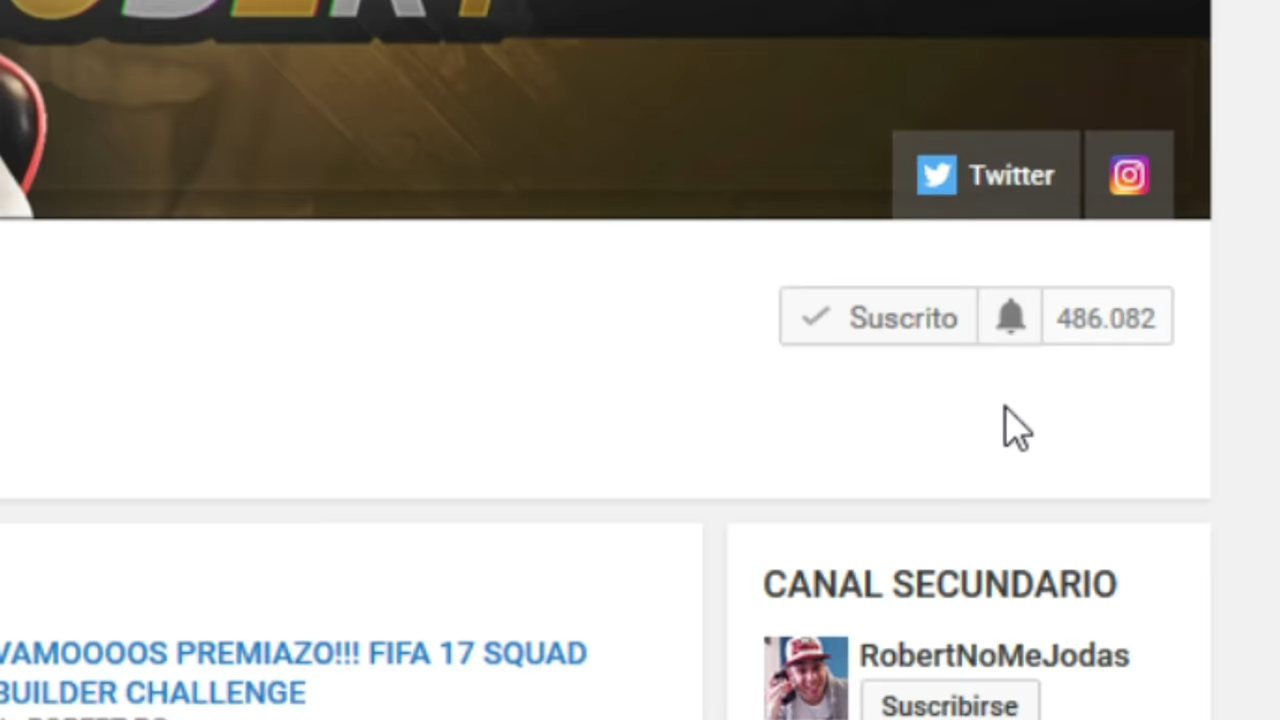 Twitter
Suscrito 486.082
CANAL SECUNDARIO
VAMOOOOS PREMIAZO!!! FIFA 17 SQUAD
BUILDER CHALLENGE
RobertNoMeJodas
Suscribirse